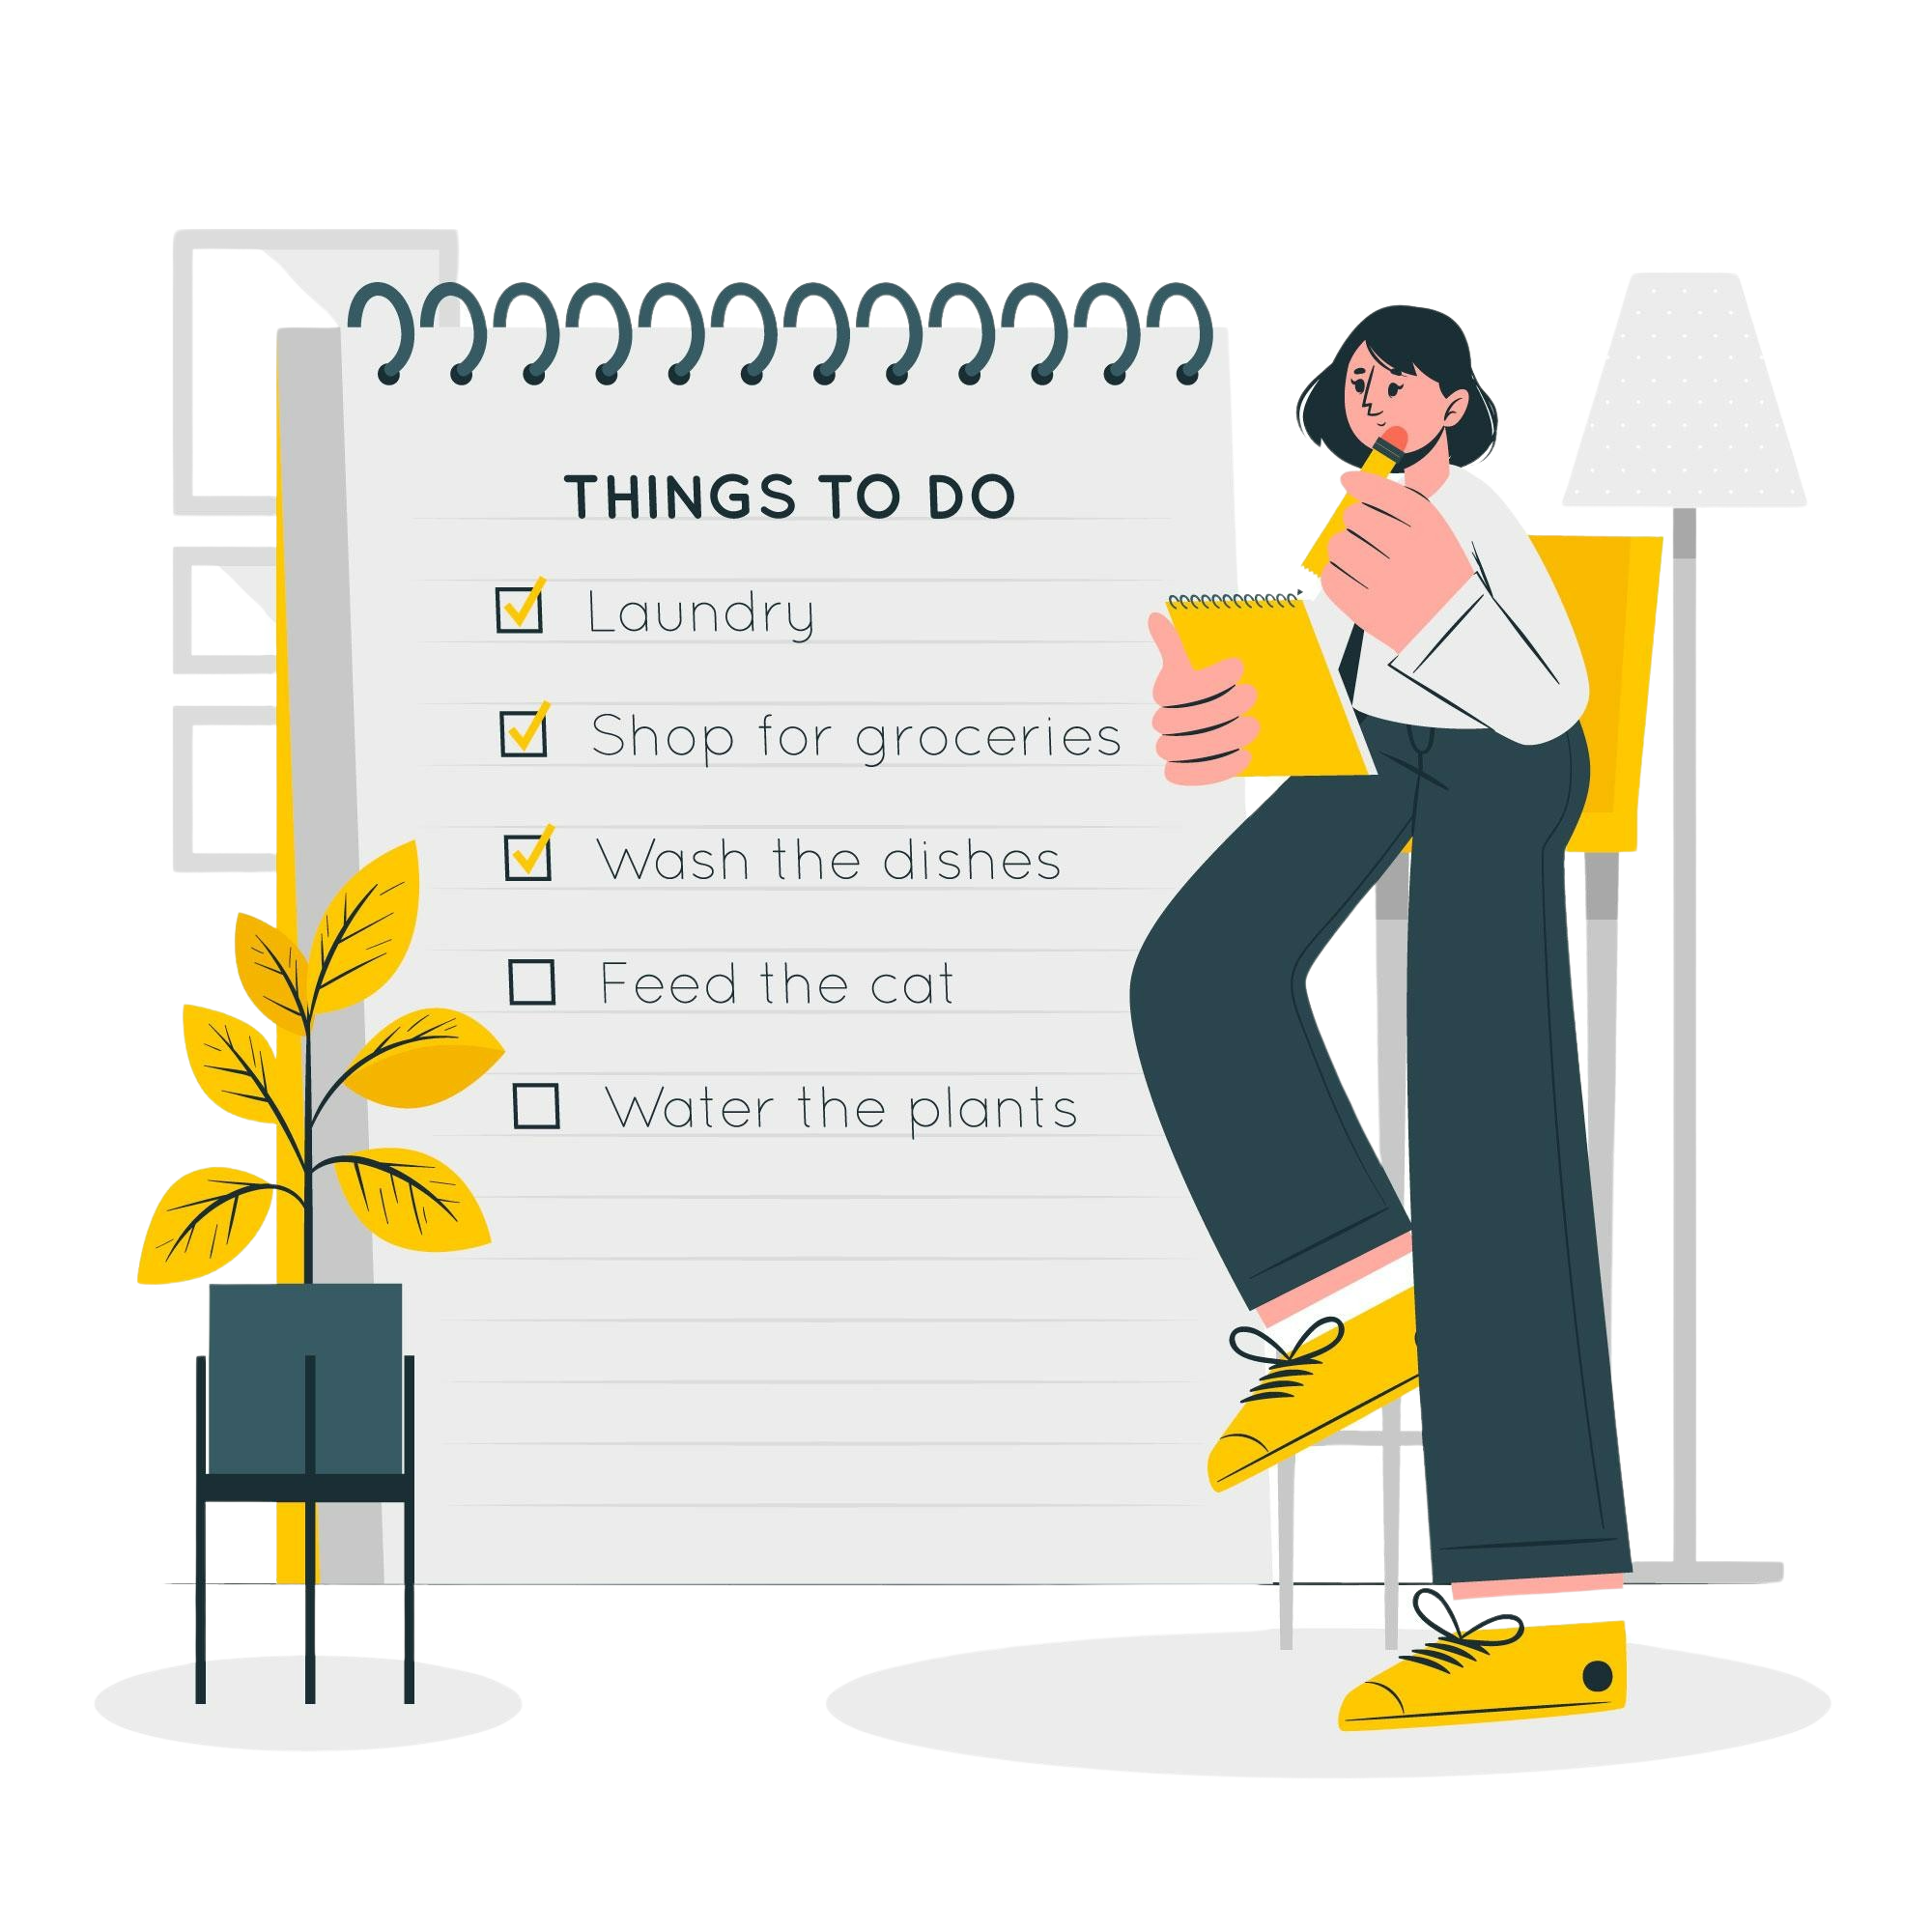 THINGS TO DO
Laundry
Shop for groceries
Wash the dishes
Feed the cat
Water the plants